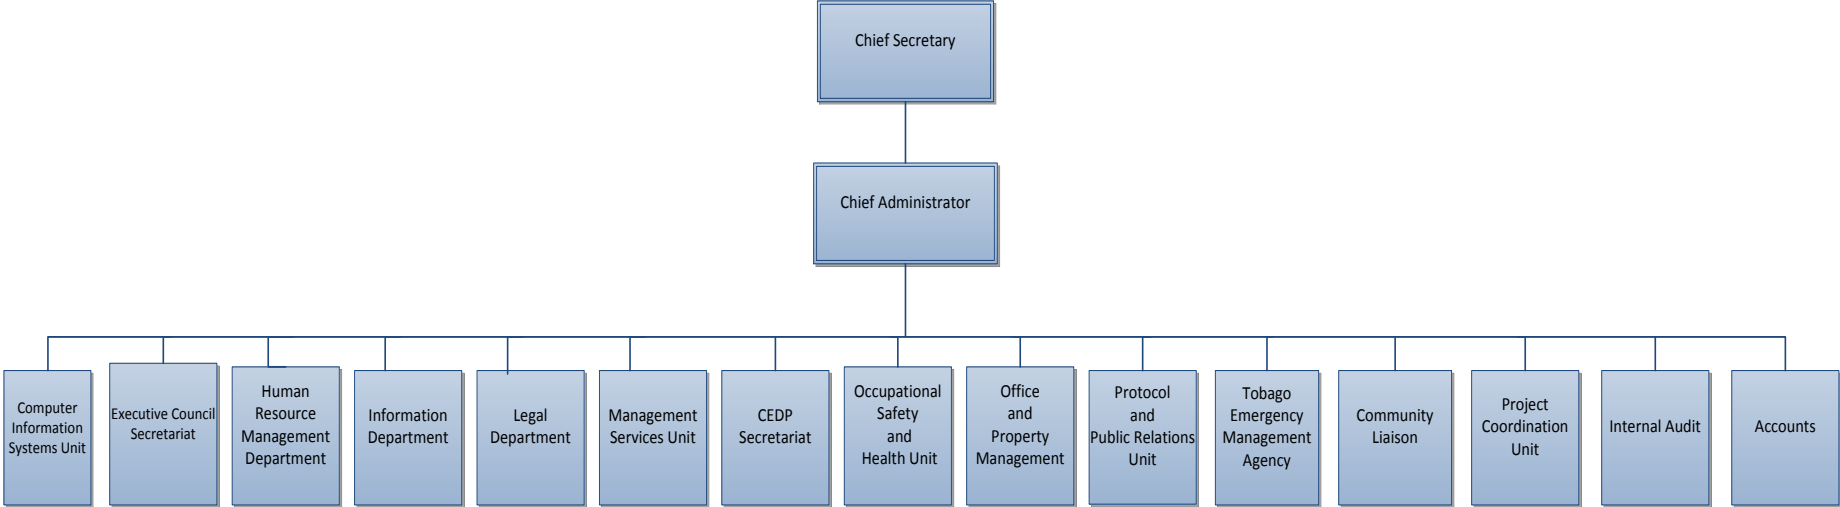 Chief Secretary
Chief Administrator
Computer
Information
Systems Unit
Executive Council
Secretariat
Human
Resource
Management
Department
Information
Department
Legal
Department
Management
Services Unit
CEDP
Secretariat
Occupational
Safety
and
Health Unit
Office
and
Property
Management
Protocol
and
Public Relations
Unit
Tobago
Emergency
Management
Agency
Community
Liaison
Project
Coordination
Unit
Internal Audit
Accounts